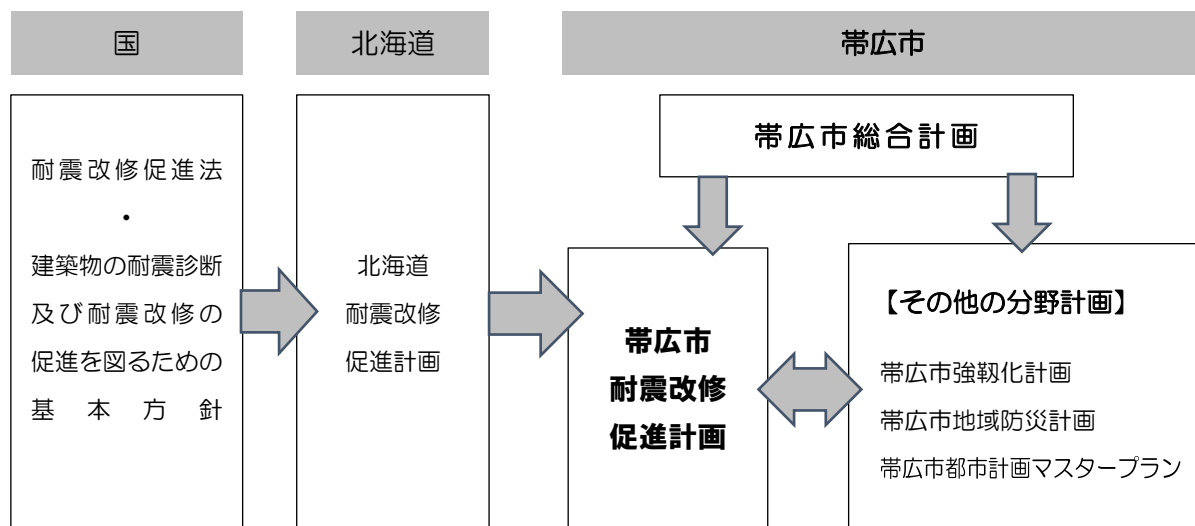 国
北海道
帯広市
耐震改修促進法
・
建築物の耐震診断
及び耐震改修の
促進を図るための
基本方針
北海道
耐震改修
促進計画
帯広市総合計画
帯広市
耐震改修
促進計画
【その他の分野計画】
帯広市強靱化計画
帯広市地域防災計画
帯広市都市計画マスタープラン